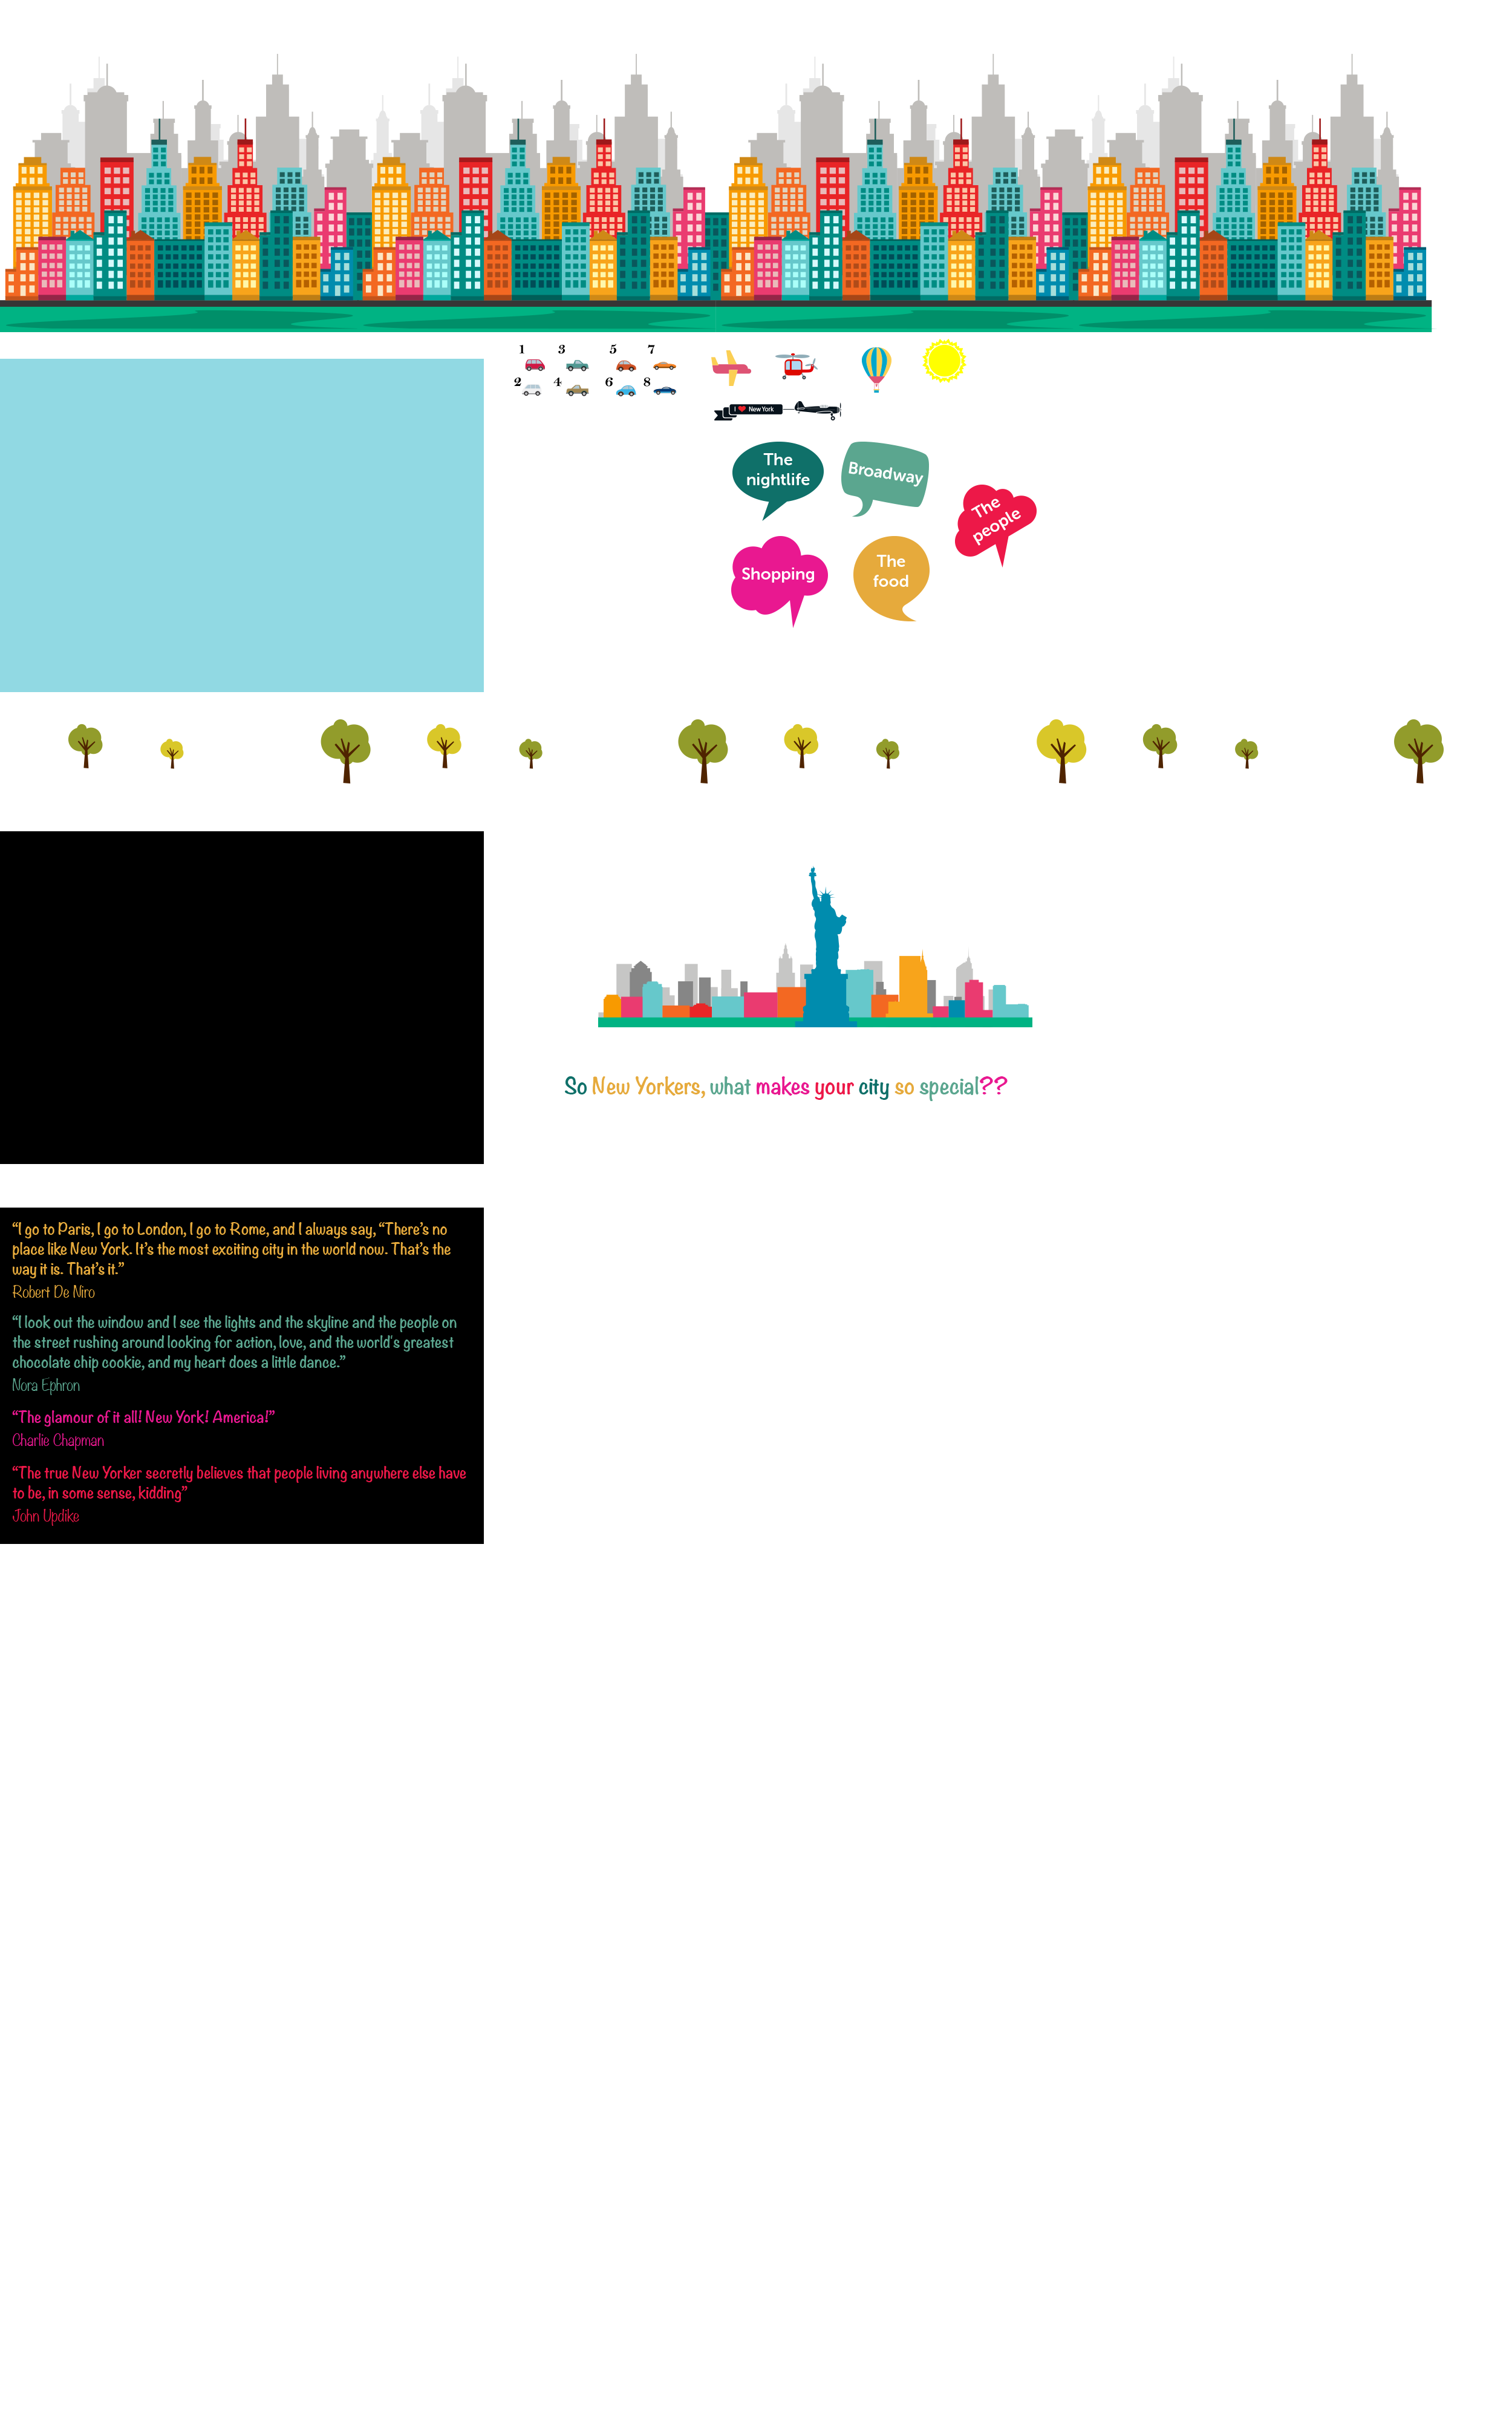 1 3 5 7
2 4 6 8
I ❤ New York
The
nightlife
Broadway
The
people
Shopping
The
food
So New Yorkers, what makes your city so special??
“I go to Paris, I go to London, I go to Rome, and I always say, “There’s no
place like New York. It’s the most exciting city in the world now. That’s the
way it is. That’s it.”
Robert De Niro
“I look out the window and I see the lights and the skyline and the people on
the street rushing around looking for action, love, and the world's greatest
chocolate chip cookie, and my heart does a little dance.”
Nora Ephron
“The glamour of it all! New York! America!”
Charlie Chapman
“The true New Yorker secretly believes that people living anywhere else have
to be, in some sense, kidding”
John Updike